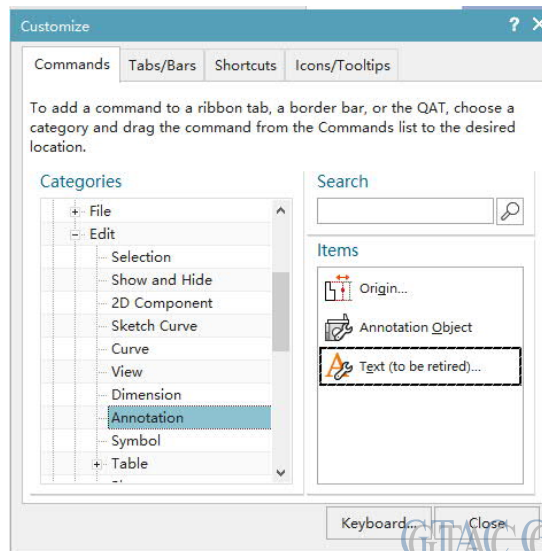 Customize
?
Commands
Tabs/Bars
Shortcuts
Icons/Tooltips
To add a command to a ribbon tab, a border bar, or the QAT, choose a
category and drag the command from the Commands list to the desired
location.
Categories
File
Edit
Selection
Show and Hide
2D Component
Sketch Curve
Curve
View
Dimension
Annotation
Symbol
Table
Search
Items
Origin...
Annotation Object
Text (to be retired)...
Keyboard...
Close
GTAC